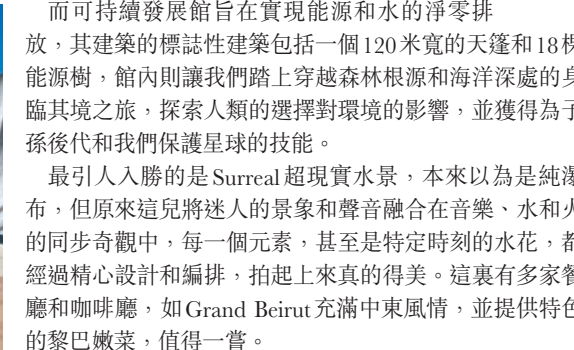 而可持續發展館旨在實現能源和水的淨零排
放，其建築的標誌性建築包括一個120米寬的天篷和18棵
能源樹，館內則讓我們踏上穿越森林根源和海洋深處的身
臨其境之旅，探索人類的選擇對環境的影響，並獲得為子
孫後代和我們保護星球的技能。
最引人入勝的是Surreal超現實水景，本來以為是純瀑
布，但原來這兒將迷人的景象和聲音融合在音樂、水和火
的同步奇觀中，每一個元素，甚至是特定時刻的水花，都
經過精心設計和編排，拍起上來真的得美。這裏有多家餐
廳和咖啡廳，如Grand Beirut充滿中東風情，並提供特色
的黎巴嫩菜，值得一嘗。